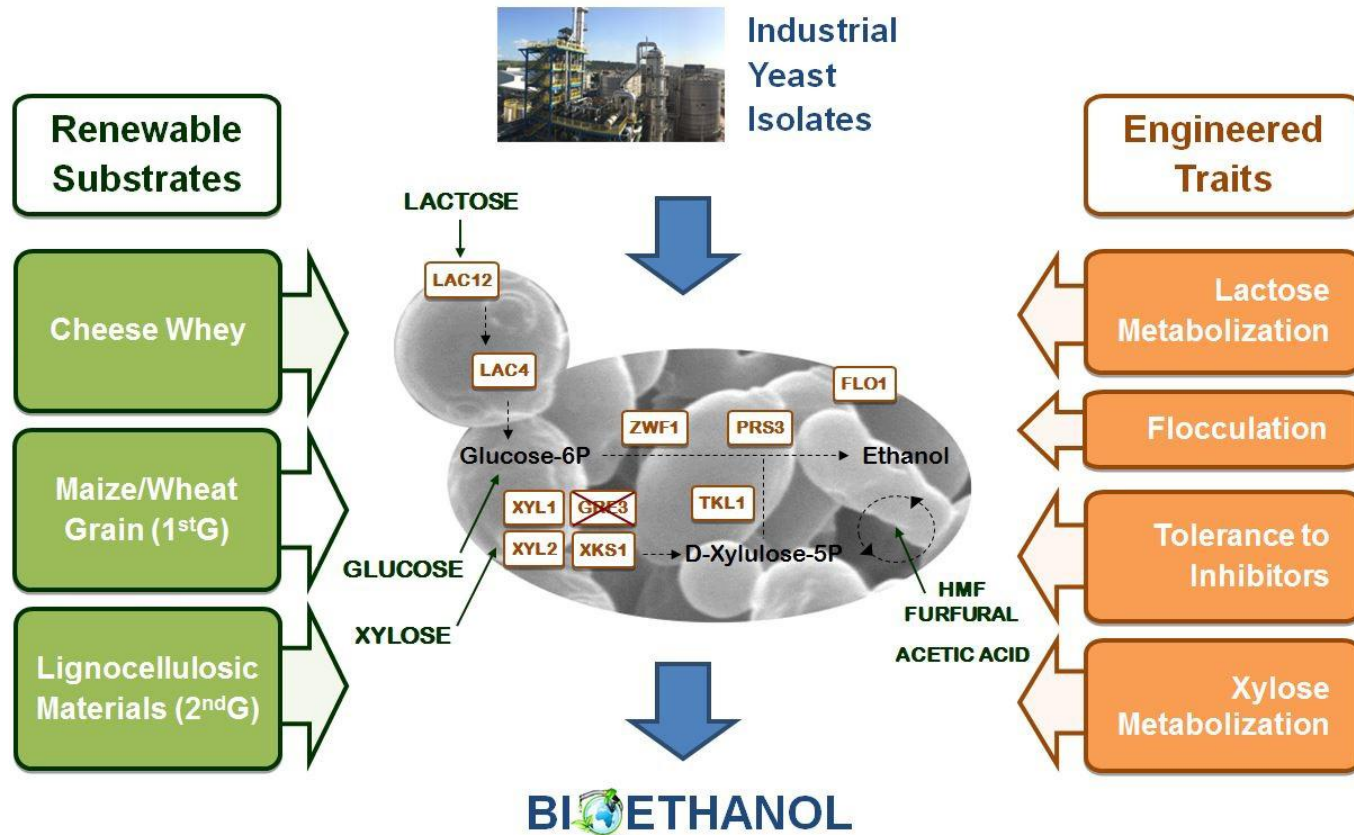 Industrial
Yeast
Isolates
Renewable
Substrates
Cheese Whey
Maize/Wheat
Grain (1stG)
Lignocellulosic
Materials (2ndG)
LACTOSE
LAC12
LAC4
FLO1
ZWF1
PRS3
Glucose-6P
Ethanol
XYL1
GRE3
TKL1
XYL2
XKS1
D-Xylulose-5P
GLUCOSE
XYLOSE
HMF
FURFURAL
ACETIC ACID
Engineered
Traits
Lactose
Metabolization
Flocculation
Tolerance to
Inhibitors
Xylose
Metabolization
BIOETHANOL